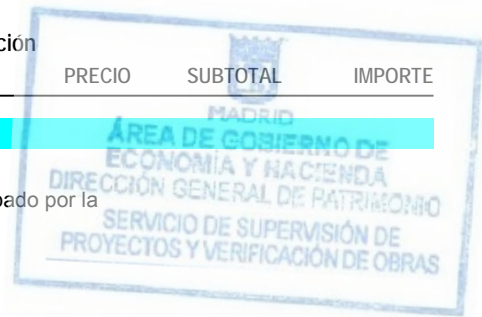 ción
PRECIO SUBTOTAL IMPORTE
MADRID
ÁREA DE GOBIERNO DE
ECONOMÍA Y HACIENDA
DIRECCIÓN GENERAL DE PATRIMONIO
bado por la
SERVICIO DE SUPERVISIÓN DE
PROYECTOS Y VERIFICACIÓN DE OBRAS